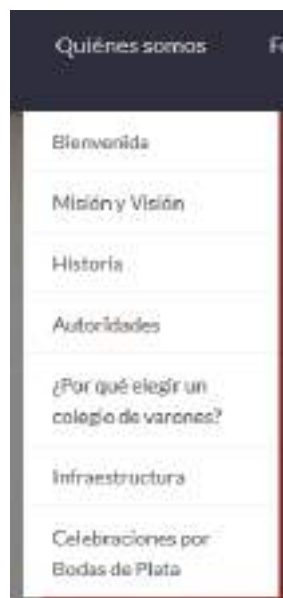 Quiénes somos
Bienvenida
Misión y Visión
Historia
Autoridades
¿Por qué elegir un
colegio de varones?
Infraestructura
Celebraciones por
Bodas de Plata